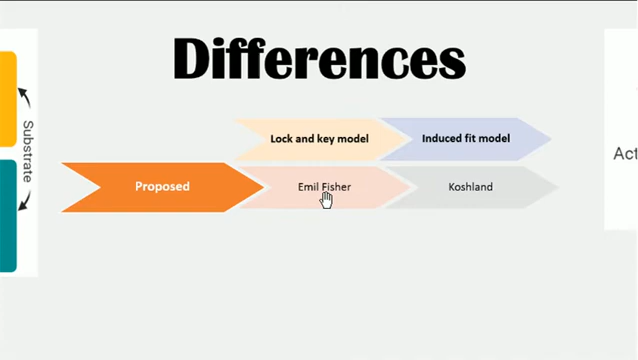 Differences
Lock and key model
Induced fit model
Proposed
Emil Fisher
Koshland
Substrate
Act